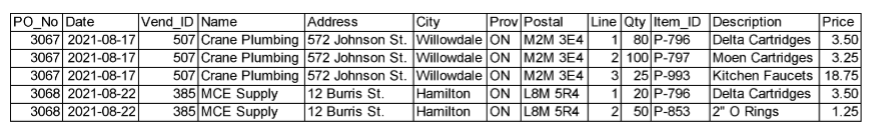 PO_No Date Vend_ID Name Address City Prov Postal Line Qty Item_ID Description Price
3067 2021-08-17 507 Crane Plumbing 572 Johnson St. Willowdale ON M2M 3E4 1 80 P-796 Delta Cartridges 3.50
3067 2021-08-17 507 Crane Plumbing 572 Johnson St. Willowdale ON M2M 3E4 2 100 P-797 Moen Cartridges 3.25
3067 2021-08-17 507 Crane Plumbing 572 Johnson St. Willowdale ON M2M 3E4 3 25 P-993 Kitchen Faucets 18.75
3068 2021-08-22 385 MCE Supply 12 Burris St. Hamilton ON L8M 5R4 1 20 P-796 Delta Cartridges 3.50
3068 2021-08-22 385 MCE Supply 12 Burris St. Hamilton ON L8M 5R4 2 50 P-853 2" O Rings 1.25